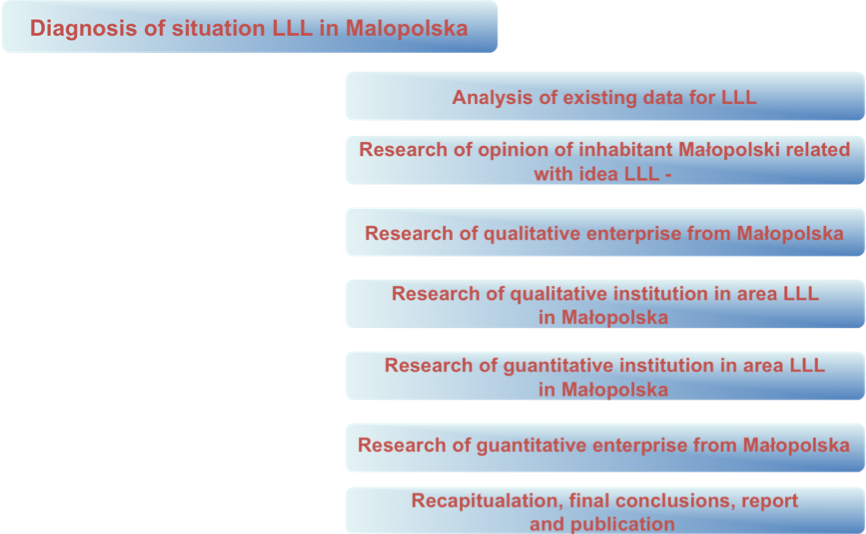 Diagnosis of situation LLL in Malopolska
Analysis of existing data for LLL
Research of opinion of inhabitant Małopolski related
with idea LLL -
Research of qualitative enterprise from Małopolska
Research of qualitative institution in area LLL
in Małopolska
Research of guantitative institution in area LLL
in Małopolska
Research of guantitative enterprise from Małopolska
Recapitualation, final conclusions, report
and publication